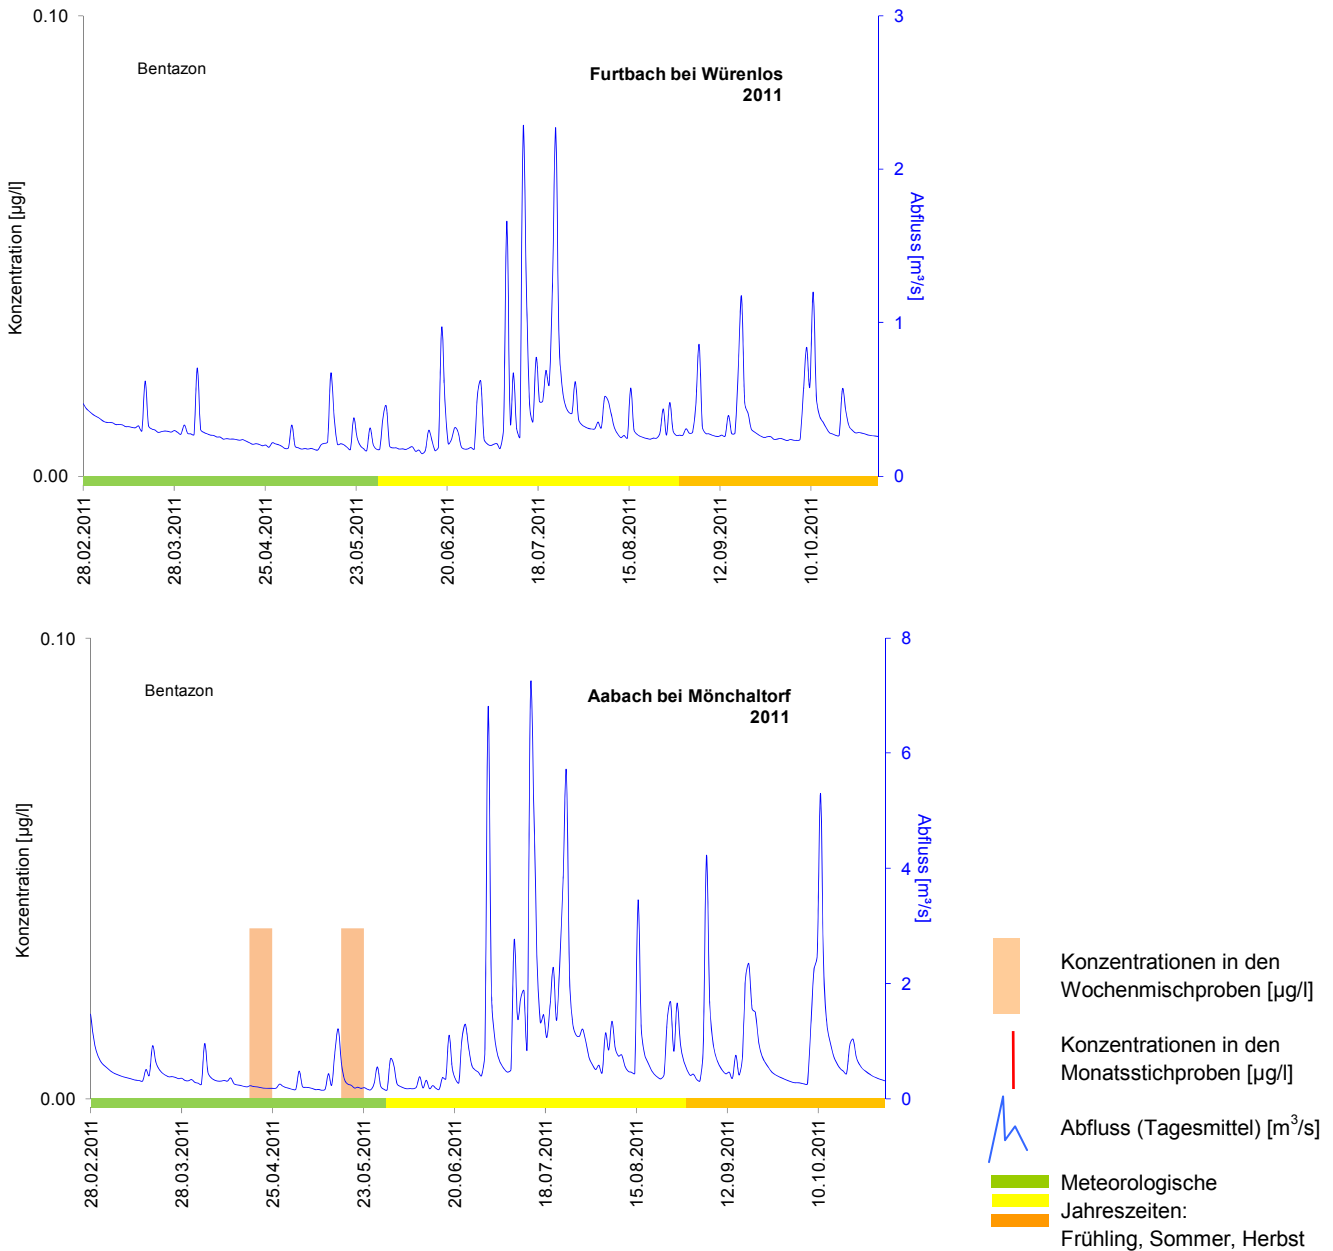 0.10
3
Bentazon
Furtbach bei Würenlos
2011
2
Konzentration [µg/l]
Abfluss [m³/s]
1
0.00
0
28.02.2011
28.03.2011
25.04.2011
23.05.2011
20.06.2011
18.07.2011
15.08.2011
12.09.2011
10.10.2011
0.10
8
Bentazon
Aabach bei Mönchaltorf
2011
6
Konzentration [µg/l]
Abfluss [m³/s]
4
2
0.00
0
28.02.2011
28.03.2011
25.04.2011
23.05.2011
20.06.2011
18.07.2011
15.08.2011
12.09.2011
10.10.2011
Konzentrationen in den
Wochenmischproben [µg/l]
Konzentrationen in den
Monatsstichproben [µg/l]
Abfluss (Tagesmittel) [m³/s]
Meteorologische
Jahreszeiten:
Frühling, Sommer, Herbst